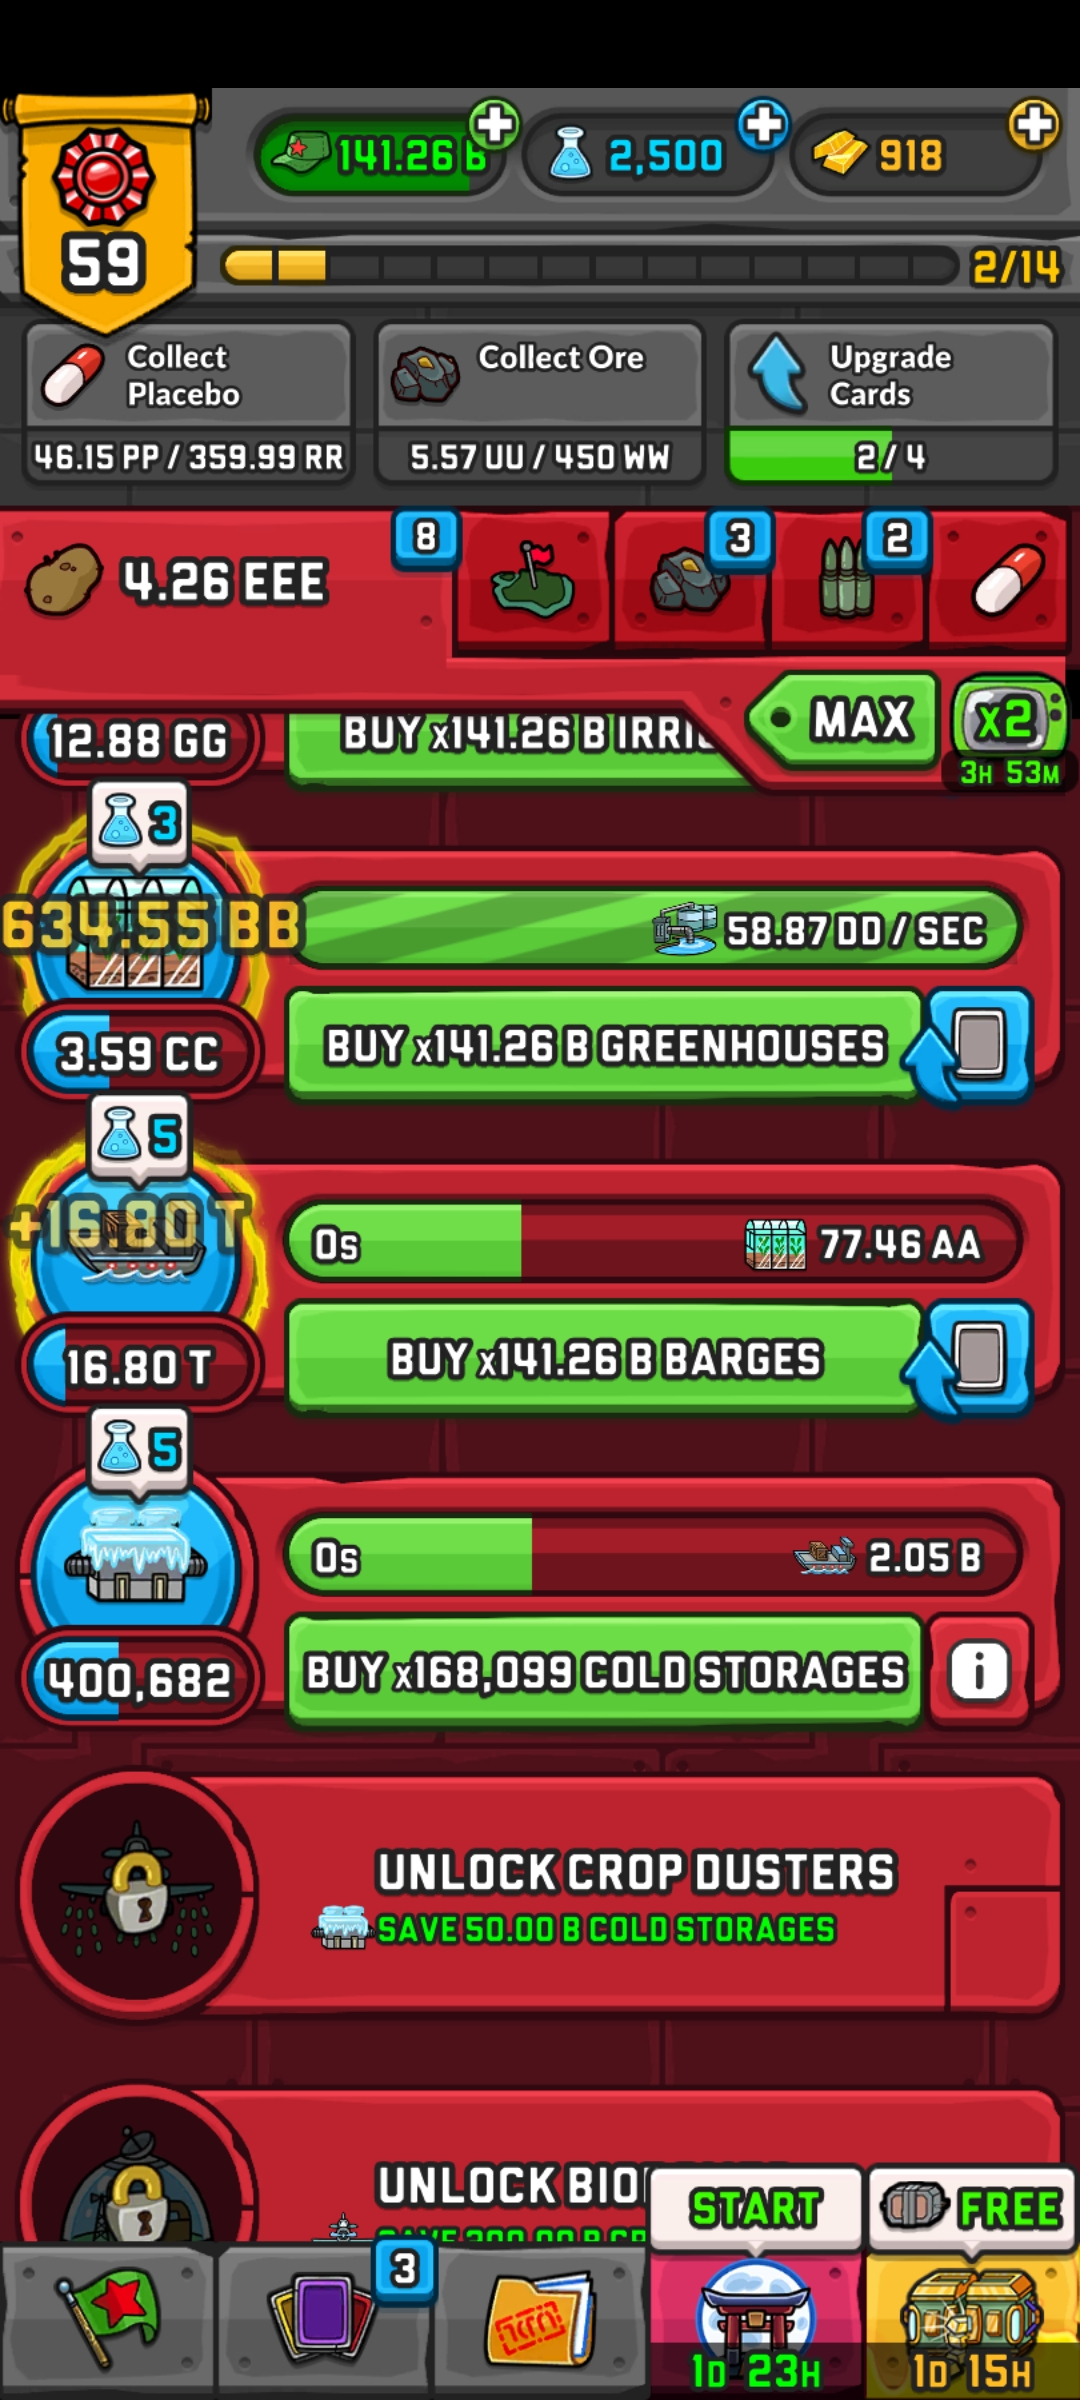 59
141.26 B
2,500
918
2/14
Collect
Placebo
46.15 PP / 359.99 RR
Collect Ore
5.57 UU / 450 WW
Upgrade
Cards
2/ 4
4.26 EEE
8
3
2
MAX
x2
3H 53M
12.88 GG
BUY x141.26 B
3
634.55 BB
58.87 DD / SEC
3.59 CC
BUY x141.26 B GREENHOUSES
5
+16.80 T
0s
77.46 AA
16.80 T
BUY x141.26 B BARGES
5
0s
2.05 B
400,682
BUY x168,099 COLD STORAGES
i
UNLOCK CROP DUSTERS
SAVE 50.00 B COLD STORAGES
UNLOCK
START
FREE
3
1D 23H
1D 15H